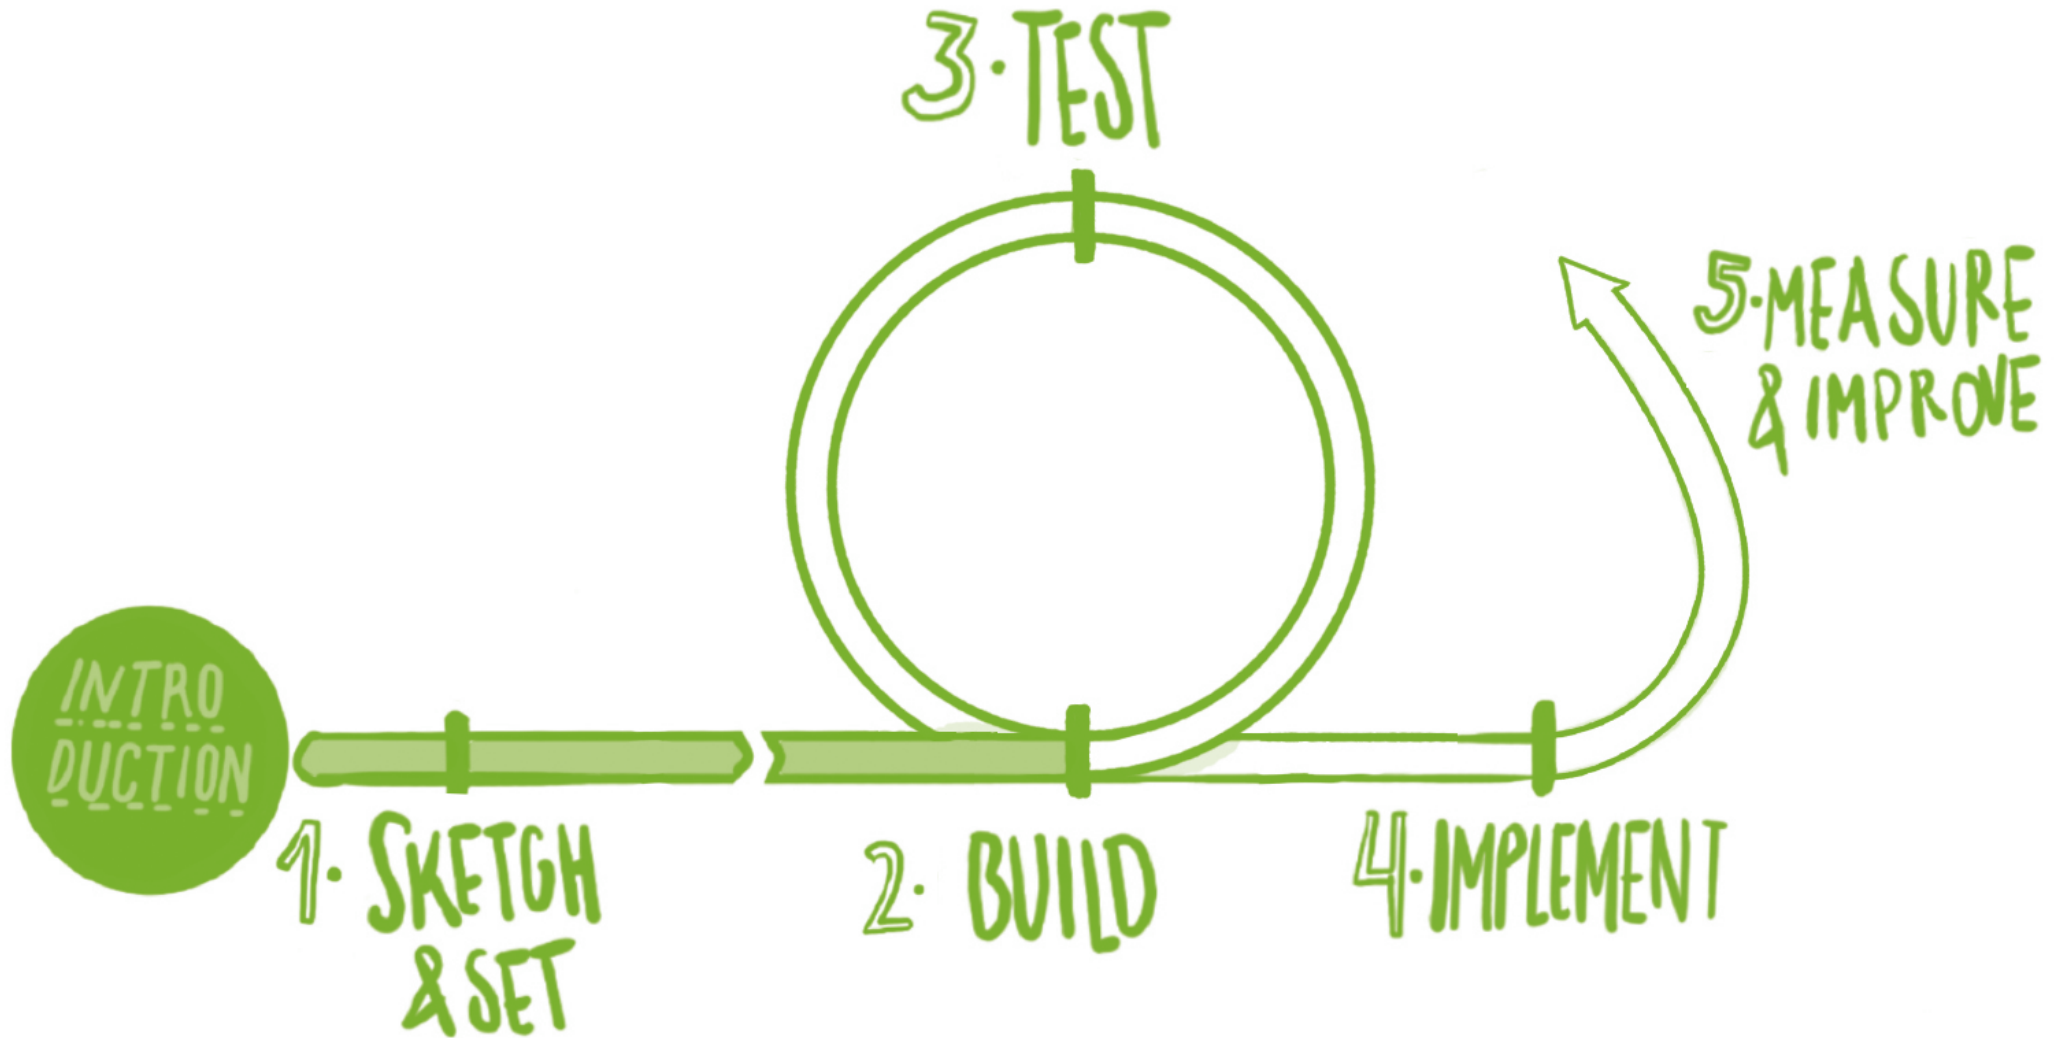 INTRO
DUCTION
1. SKETCH
& SET
2. BUILD
3. TEST
4. IMPLEMENT
5. MEASURE
& IMPROVE